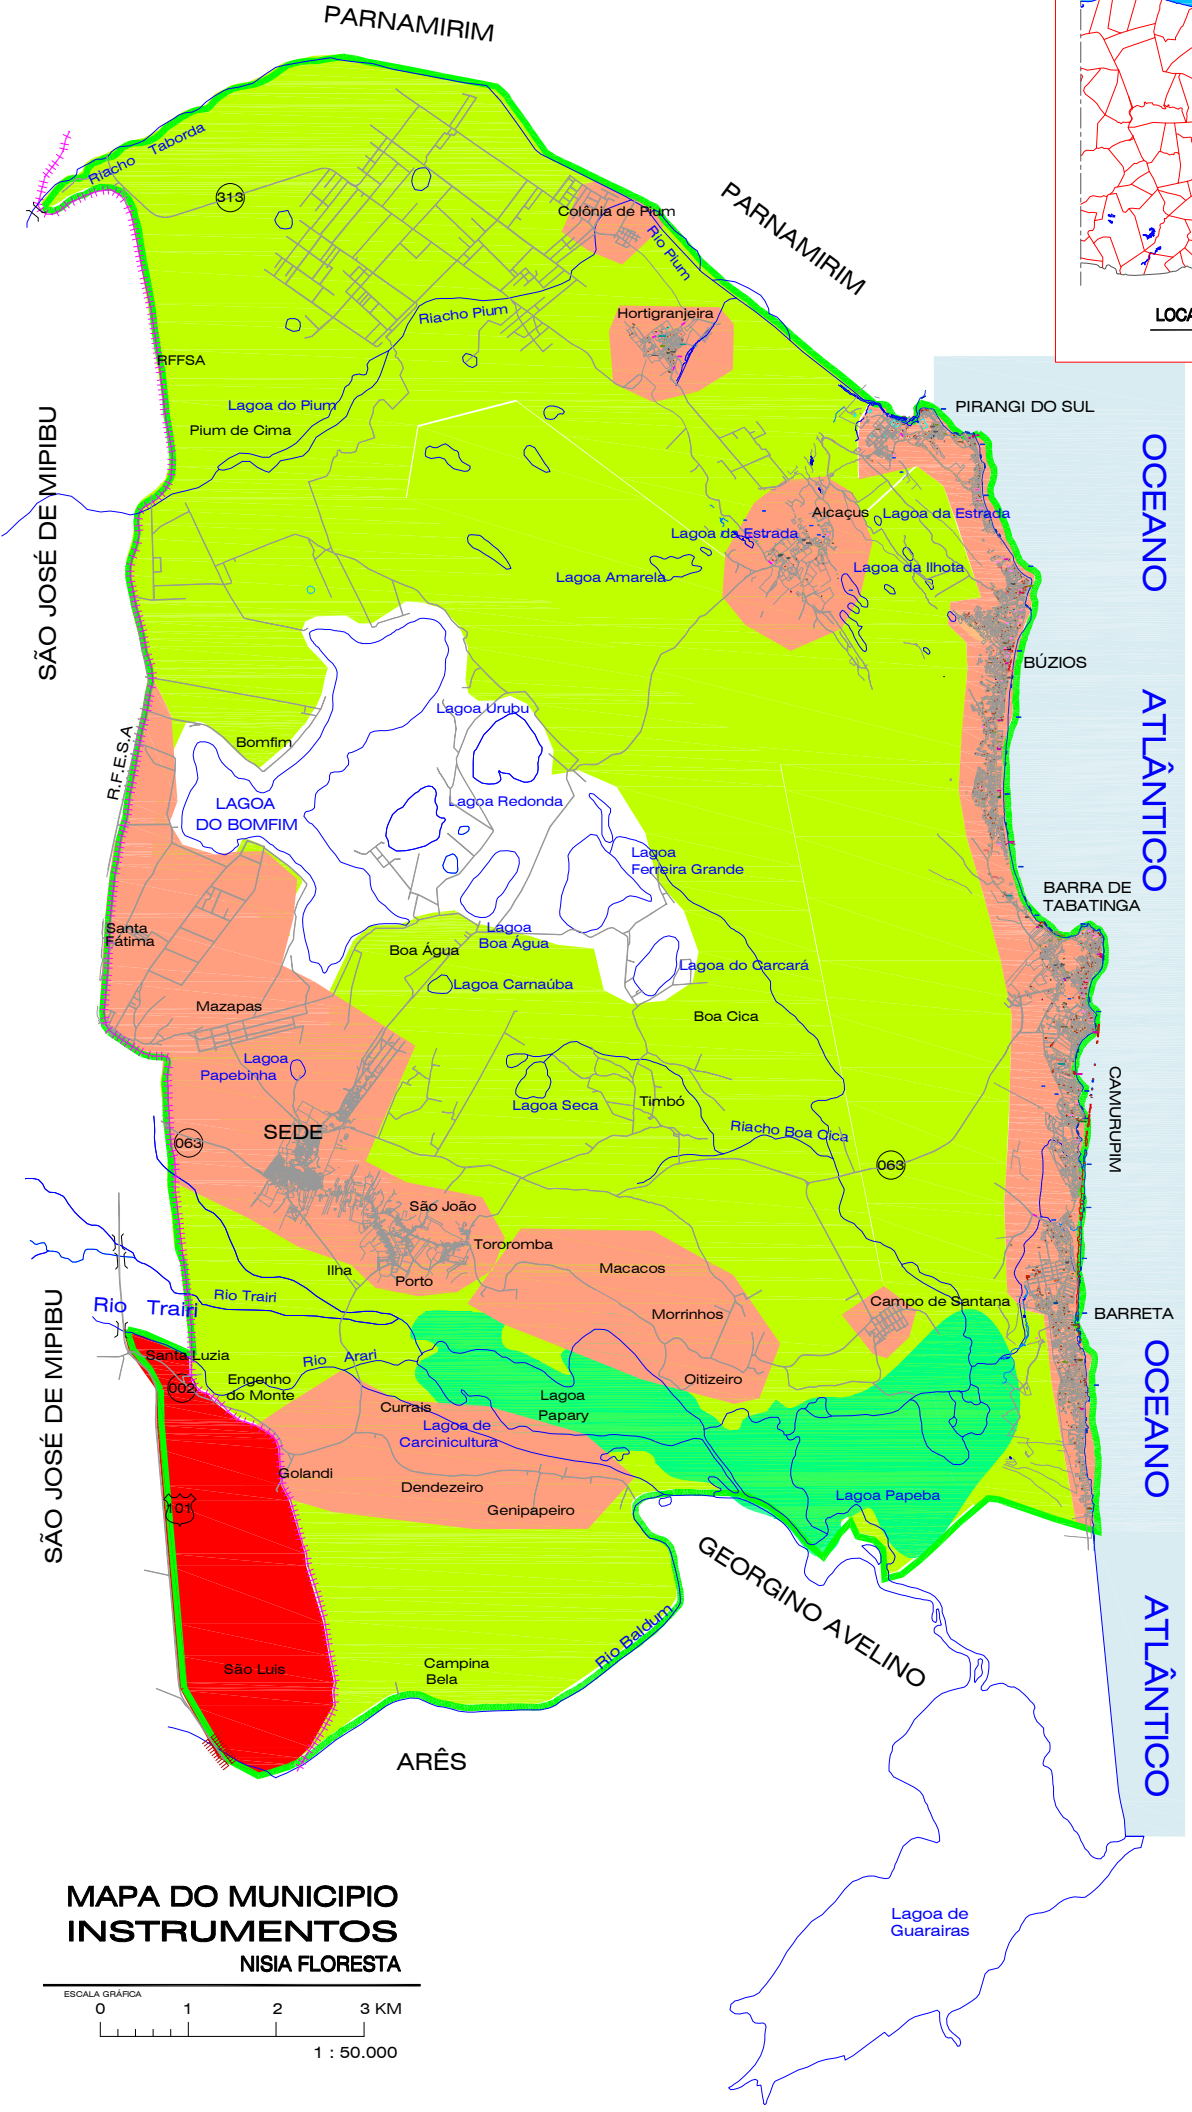 PARNAMIRIM
Riacho Taborda
313
PARNAMIRIM
Colônia de Pium
Rio Pium
LOCA
Riacho Pium
Hortigranjeira
RFFSA
Lagoa do Pium
Pium de Cima
PIRANGI DO SUL
SÃO JOSÉ DE MIPIBU
OCEANO
ATLÂNTICO
Alcaçus
Lagoa da Estrada
Lagoa da Estrada
Lagoa Amarela
Lagoa da Ilhota
BÚZIOS
Lagoa Urubu
Bomfim
R.F.E.S.A
LAGOA
DO BOMFIM
Lagoa Redonda
Lagoa
Ferreira Grande
BARRA DE
TABATINGA
Santa
Fátima
Lagoa
Boa Água
Boa Água
Lagoa do Carcará
Lagoa Carnaúba
Mazapas
Boa Cica
Lagoa
Papebinha
CAMURUPIM
Lagoa Seca
Timbó
SEDE
063
Riacho Boa Cica
063
São João
Tororomba
Ilha
Porto
Macacos
Rio Trairi
Rio Trairi
Morrinhos
Campo de Santana
BARRETA
SÃO JOSÉ DE MIPIBU
Santa Luzia
Rio Arari
Engenho
do Monte
002
Oitizeiro
Lagoa
Papary
Currais
Lagoa de
Carcinicultura
OCEANO
ATLÂNTICO
Golandi
Dendezeiro
Genipapeiro
101
Lagoa Papeba
GEORGINO AVELINO
Rio Baldum
São Luis
Campina
Bela
ARÊS
MAPA DO MUNICIPIO
INSTRUMENTOS
NISIA FLORESTA
ESCALA GRÁFICA
0 1 2 3 KM
1 : 50.000
Lagoa de
Guarairas